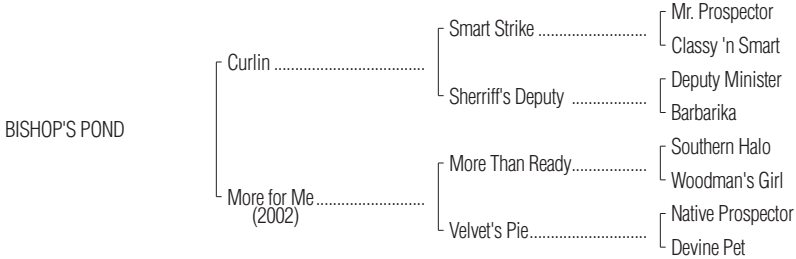 Mr. Prospector
Smart Strike ..........................
Classy 'n Smart
Curlin ...................................
Deputy Minister
Sherriff's Deputy ..................
Barbarika
BISHOP'S POND
Southern Halo
More Than Ready..................
Woodman's Girl
More for Me.........................
(2002)
Native Prospector
Velvet's Pie...........................
Devine Pet